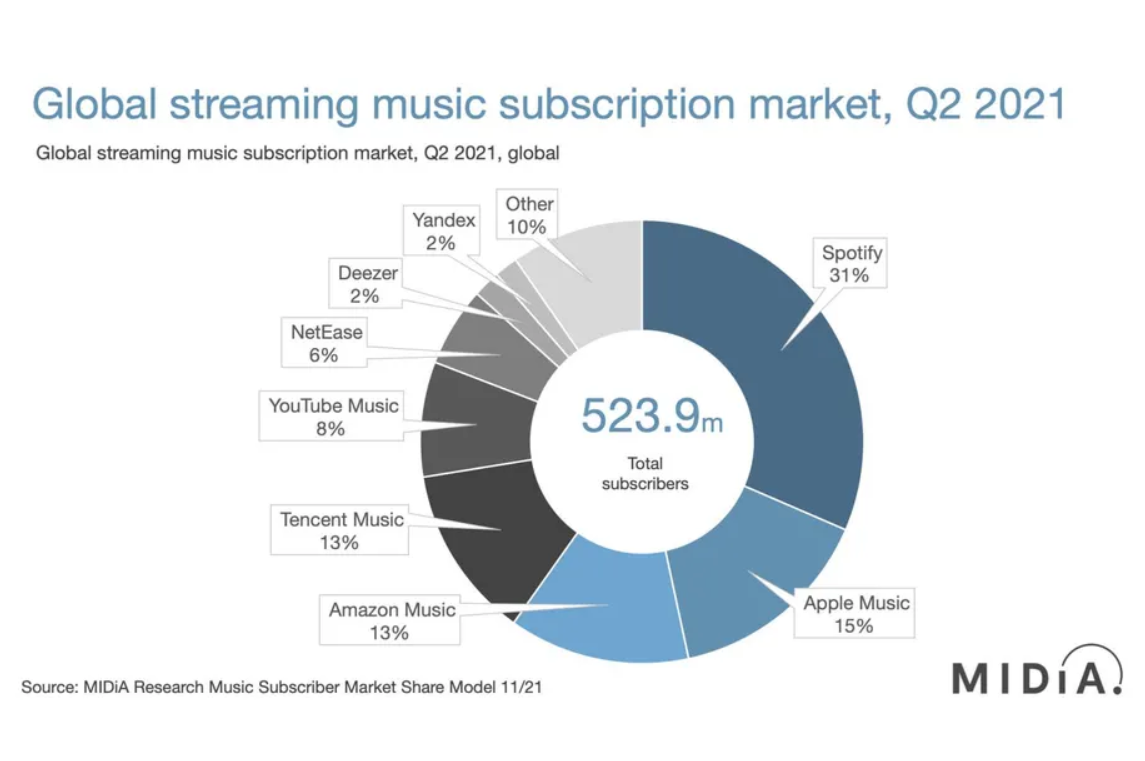 Global streaming music subscription market, Q2 2021
Global streaming music subscription market, Q2 2021, global
Other
10%
Yandex
2%
Deezer
2%
NetEase
6%
YouTube Music
8%
Tencent Music
13%
Amazon Music
13%
Spotify
31%
Apple Music
15%
523.9m
Total
subscribers
Source: MIDiA Research Music Subscriber Market Share Model 11/21
MIDiA.